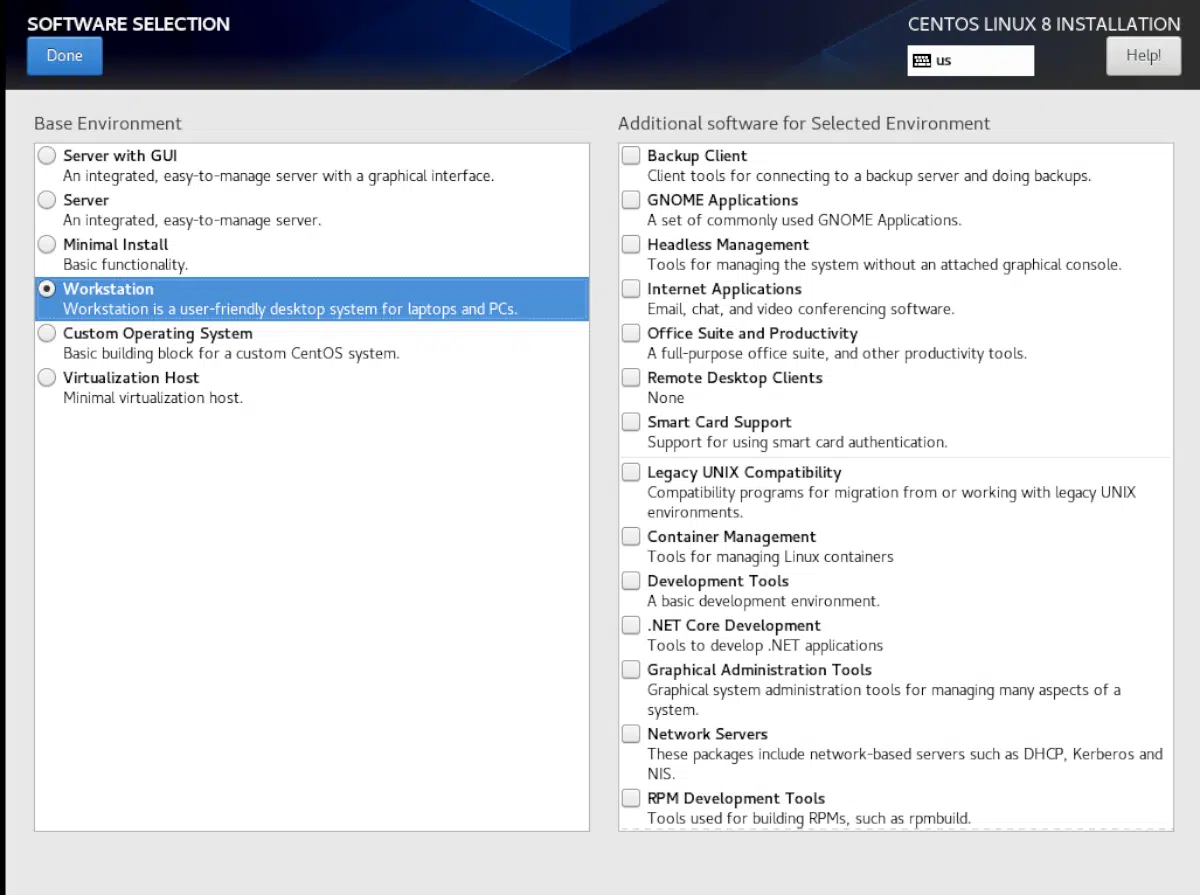 SOFTWARE SELECTION
CENTOS LINUX 8 INSTALLATION
Done
us
Help!
Base Environment
Server with GUI
An integrated, easy-to-manage server with a graphical interface.
Server
An integrated, easy-to-manage server.
Minimal Install
Basic functionality.
Workstation
Workstation is a user-friendly desktop system for laptops and PCs.
Custom Operating System
Basic building block for a custom CentOS system.
Virtualization Host
Minimal virtualization host.
Additional software for Selected Environment
Backup Client
Client tools for connecting to a backup server and doing backups.
GNOME Applications
A set of commonly used GNOME Applications.
Headless Management
Tools for managing the system without an attached graphical console.
Internet Applications
Email, chat, and video conferencing software.
Office Suite and Productivity
A full-purpose office suite, and other productivity tools.
Remote Desktop Clients
None
Smart Card Support
Support for using smart card authentication.
Legacy UNIX Compatibility
Compatibility programs for migration from or working with legacy UNIX
environments.
Container Management
Tools for managing Linux containers
Development Tools
A basic development environment.
.NET Core Development
Tools to develop .NET applications
Graphical Administration Tools
Graphical system administration tools for managing many aspects of a
system.
Network Servers
These packages include network-based servers such as DHCP, Kerberos and
NIS.
RPM Development Tools
Tools used for building RPMs, such as rpmbuild.